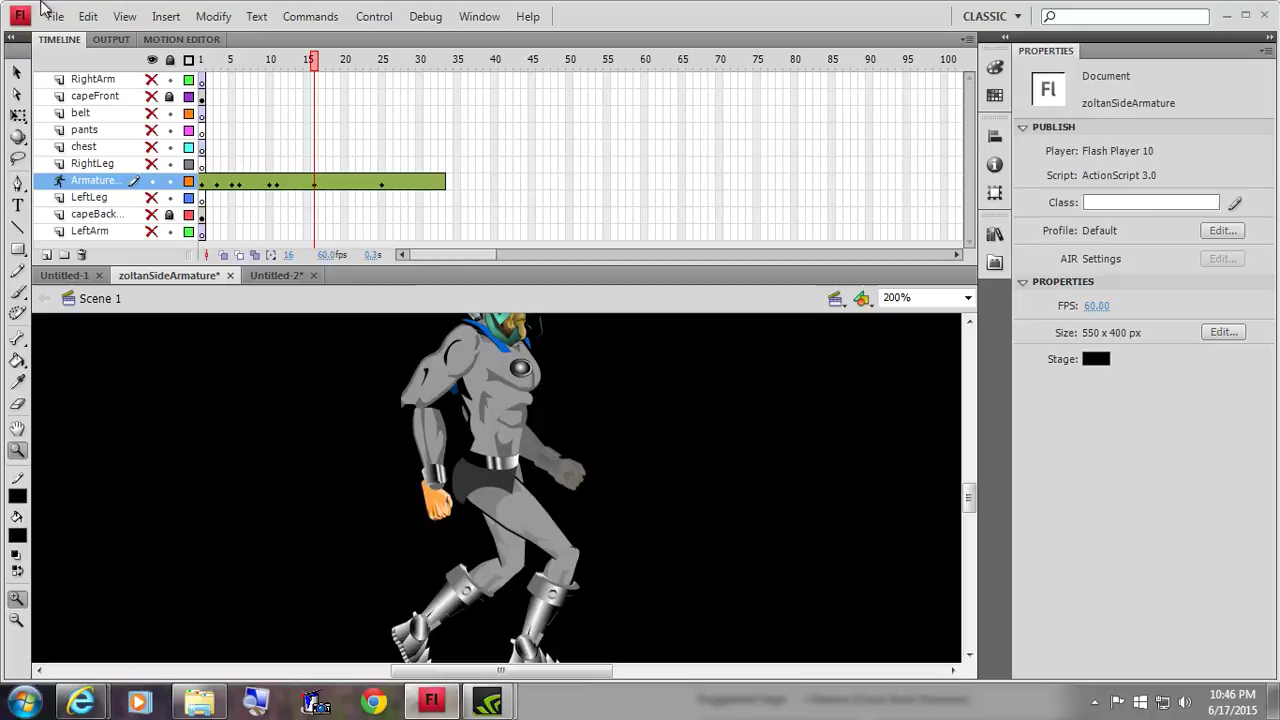 Fl File Edit View Insert Modify Text Commands Control Debug Window Help CLASSIC
TIMELINE OUTPUT MOTION EDITOR
1 5 10 15 20 25 30 35 40 45 50 55 60 65 70 75 80 85 90 95 100
RightArm
capeFront
belt
pants
chest
RightLeg
Armature...
LeftLeg
capeBack...
LeftArm
16 60.0fps 0.3s
Untitled-1 zoltanSideArmature* Untitled-2*
Scene 1 200%
PROPERTIES
Fl
Document
zoltanSideArmature
PUBLISH
Player: Flash Player 10
Script: ActionScript 3.0
Class:
Profile: Default Edit...
AIR Settings Edit...
PROPERTIES
FPS: 60.00
Size: 550 x 400 px Edit...
Stage:
Fl
10:46 PM
6/17/2015